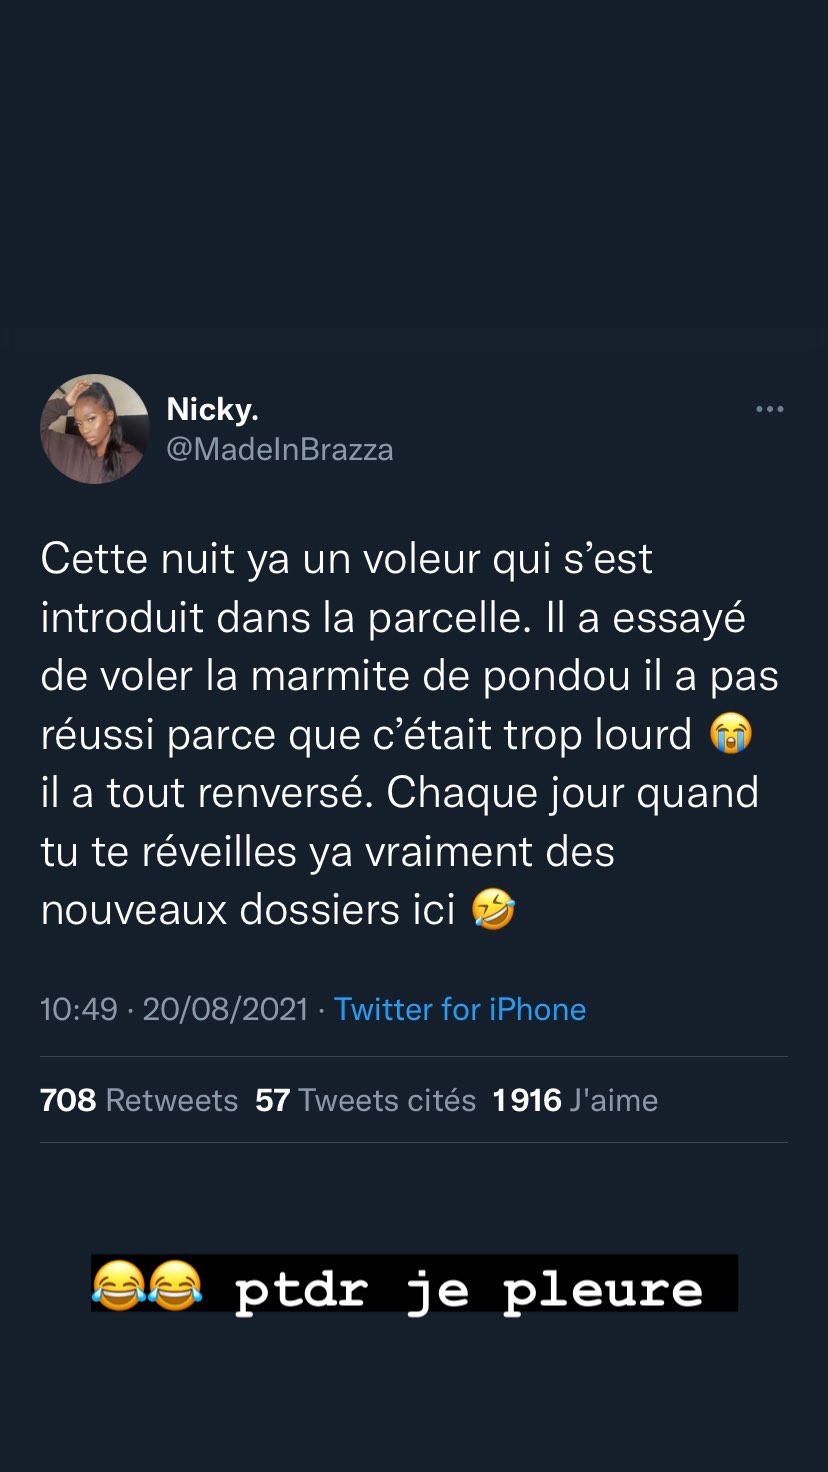 Nicky.
@MadeInBrazza
Cette nuit ya un voleur qui s’est
introduit dans la parcelle. Il a essayé
de voler la marmite de pondou il a pas
réussi parce que c’était trop lourd 😭
il a tout renversé. Chaque jour quand
tu te réveilles ya vraiment des
nouveaux dossiers ici 🤣
10:49 · 20/08/2021 · Twitter for iPhone
708 Retweets 57 Tweets cités 1 916 J'aime
😂😂 ptdr je pleure